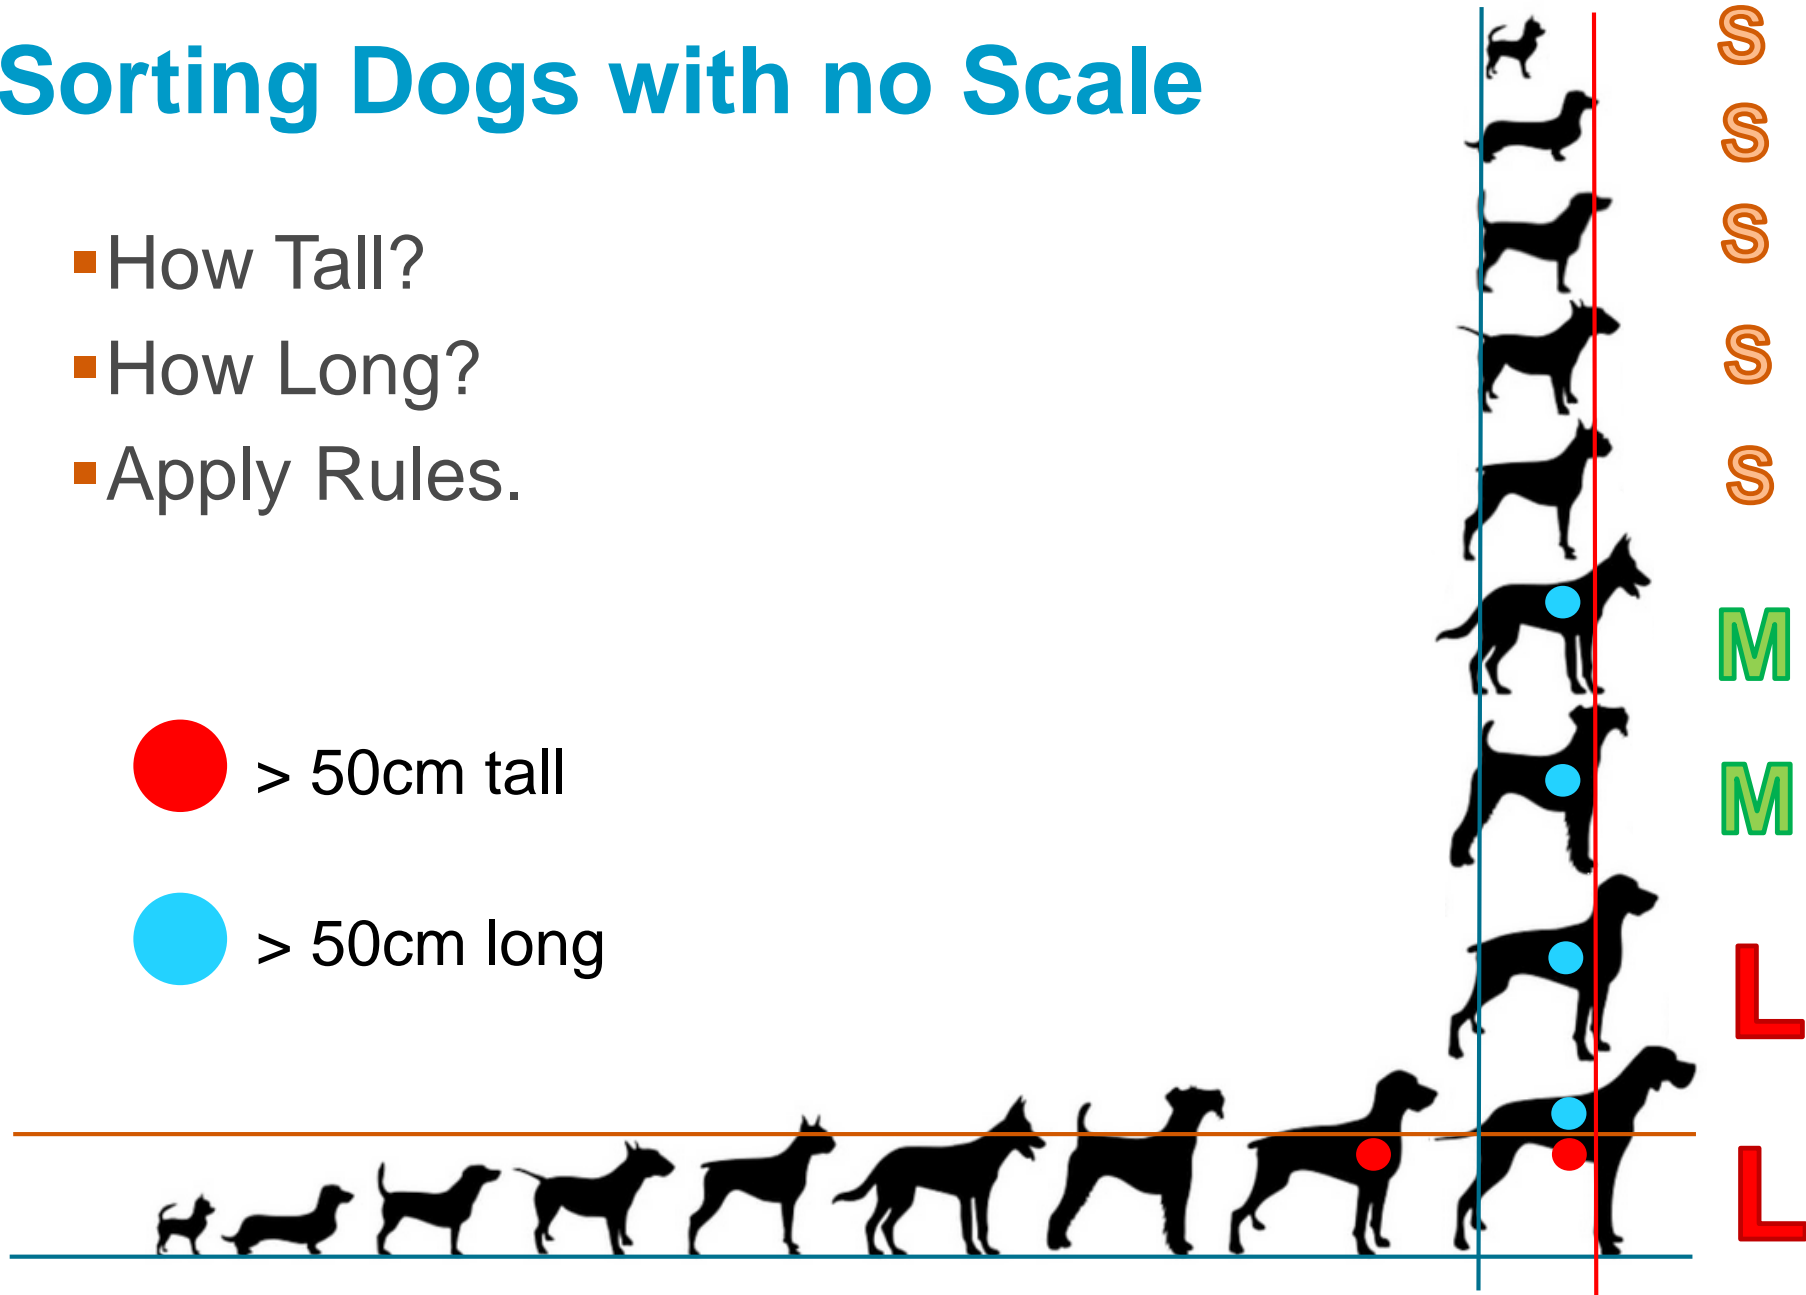 Sorting Dogs with no Scale
▪How Tall?
▪How Long?
▪Apply Rules.
> 50cm tall
> 50cm long
S
S
S
S
S
M
M
L
L